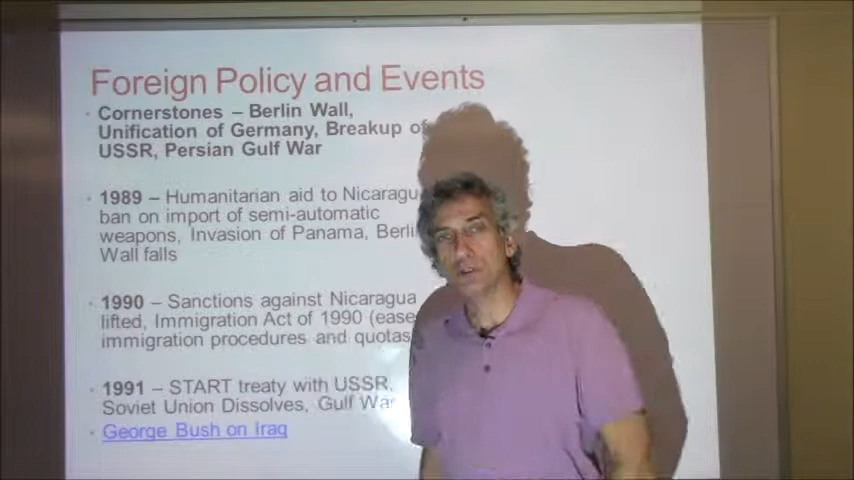 Foreign Policy and Events
Cornerstones – Berlin Wall,
Unification of Germany, Breakup of
USSR, Persian Gulf War
1989 – Humanitarian aid to
ban on import of semi-automatic
weapons, Invasion of Panama,
Wall falls
1990 – Sanctions against Nicaragua
lifted, Immigration Act of 1990
immigration procedures and quotas
1991 – START treaty with USSR,
Soviet Union Dissolves, Gulf War
George Bush on Iraq